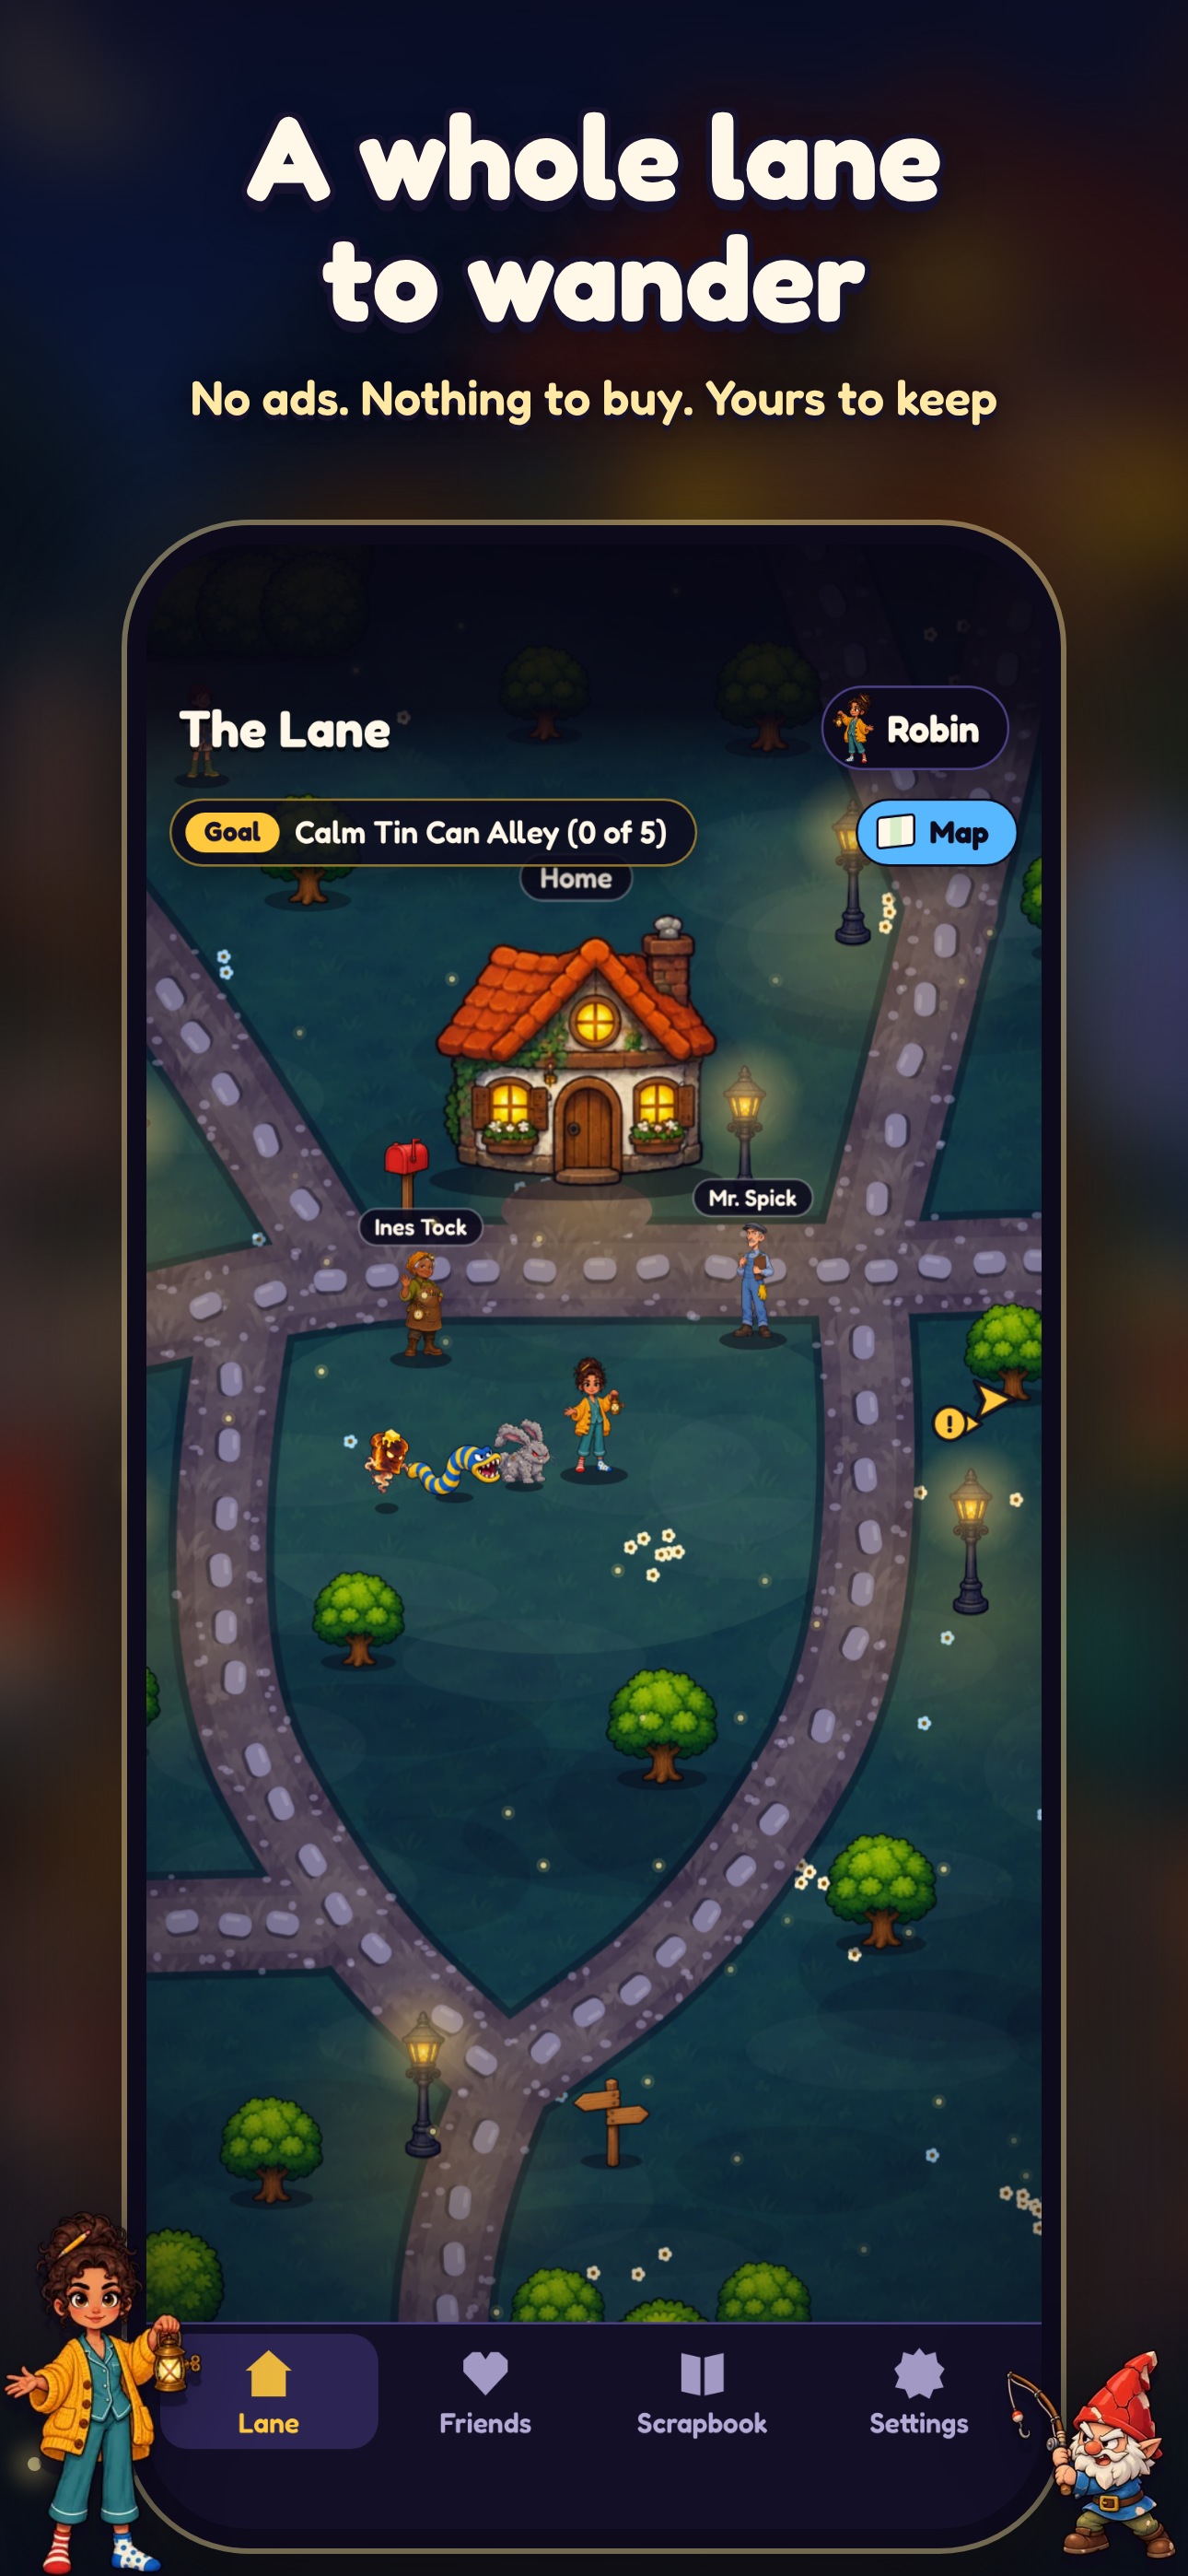 A whole lane
to wander
No ads. Nothing to buy. Yours to keep
The Lane
Robin
Goal Calm Tin Can Alley (0 of 5)
Map
Home
Mr. Spick
Ines Tock
!
Lane
Friends
Scrapbook
Settings